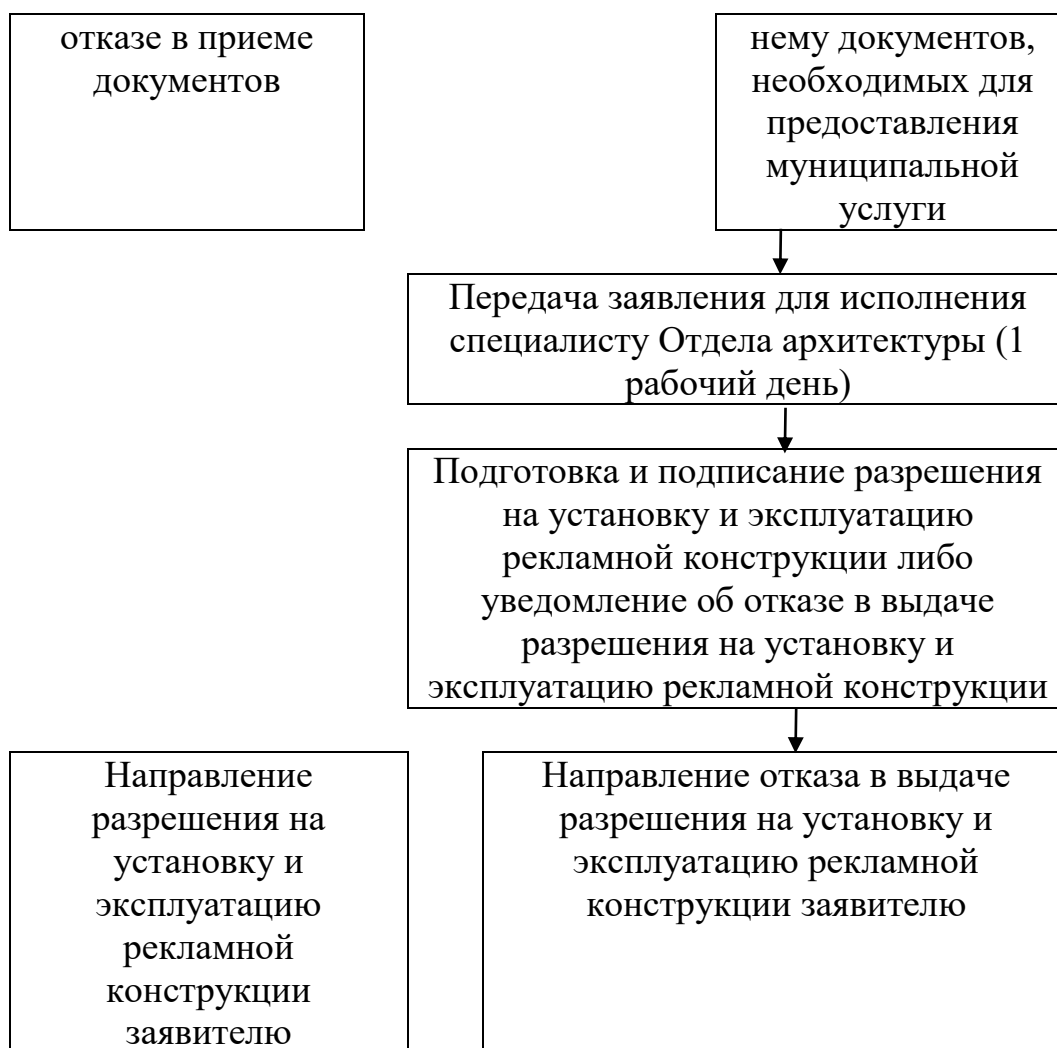 отказе в приеме
документов
нему документов,
необходимых для
предоставления
муниципальной
услуги
Передача заявления для исполнения
специалисту Отдела архитектуры (1
рабочий день)
Подготовка и подписание разрешения
на установку и эксплуатацию
рекламной конструкции либо
уведомление об отказе в выдаче
разрешения на установку и
эксплуатацию рекламной конструкции
Направление
разрешения на
установку и
эксплуатацию
рекламной
конструкции
заявителю
Направление отказа в выдаче
разрешения на установку и
эксплуатацию рекламной
конструкции заявителю